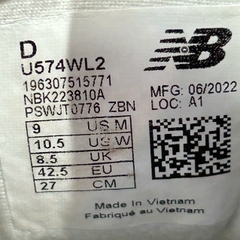 D
U574WL2
196307515771
NBK223810A
PSWJT0776 ZBN
NB
MFG: 06/2022
LOC: A1
9 US M
10.5 US W
8.5 UK
42.5 EU
27 CM
Made in Vietnam
Fabriqué au Vietnam